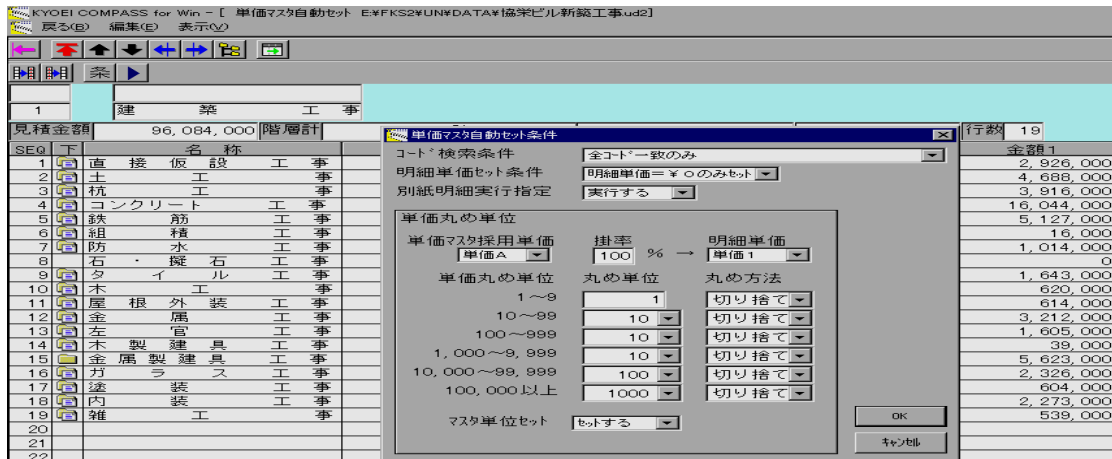 KYOEI COMPASS for Win - [ 単価マスタ自動セット E:¥FKS2¥UN¥DATA¥協栄ビル新築工事.ud2]
戻る(B) 編集(E) 表示(V)
条
1 建築工事
見積金額 96,084,000 階層計 行数 19
SEQ 下 名称 金額1
1 直接仮設工事 2,926,000
2 土工事 4,688,000
3 杭工事 3,916,000
4 コンクリート工事 16,044,000
5 鉄筋工事 5,127,000
6 組積工事 16,000
7 防水工事 1,014,000
8 石・擬石工事 0
9 タイル工事 1,643,000
10 木工事 620,000
11 屋根外装工事 614,000
12 金属工事 3,212,000
13 左官工事 1,605,000
14 木製建具工事 39,000
15 金属製建具工事 5,623,000
16 ガラス工事 2,326,000
17 塗装工事 604,000
18 内装工事 2,273,000
19 雑工事 539,000
20
21
22
単価マスタ自動セット条件
コード検索条件 全コード一致のみ
明細単価セット条件 明細単価=¥0のみセット
別紙明細実行指定 実行する
単価丸め単位
単価マスタ採用単価 掛率 明細単価
単価A 100 % → 単価1
単価丸め単位 丸め単位 丸め方法
1~9 1 切り捨て
10~99 10 切り捨て
100~999 10 切り捨て
1,000~9,999 10 切り捨て
10,000~99,999 100 切り捨て
100,000以上 1000 切り捨て
マスタ単位セット セットする
OK
キャンセル